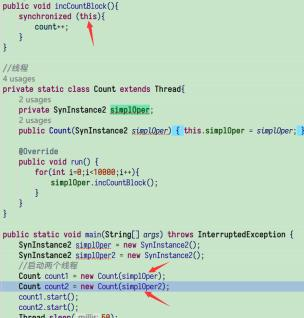 public void incCountBlock(){
synchronized (this){
count++;
}
}
//线程
4 usages
private static class Count extends Thread{
2 usages
private SynInstance2 simplOper;
2 usages
public Count(SynInstance2 simplOper) { this.simplOper = simplOper; }
@Override
public void run() {
for(int i=0;i<10000;i++){
simplOper.incCountBlock();
}
}
}
public static void main(String[] args) throws InterruptedException {
SynInstance2 simplOper = new SynInstance2();
SynInstance2 simplOper2 = new SynInstance2();
//启动两个线程
Count count1 = new Count(simplOper);
Count count2 = new Count(simplOper2);
count1.start();
count2.start();
Thread.sleep( millis: 50);